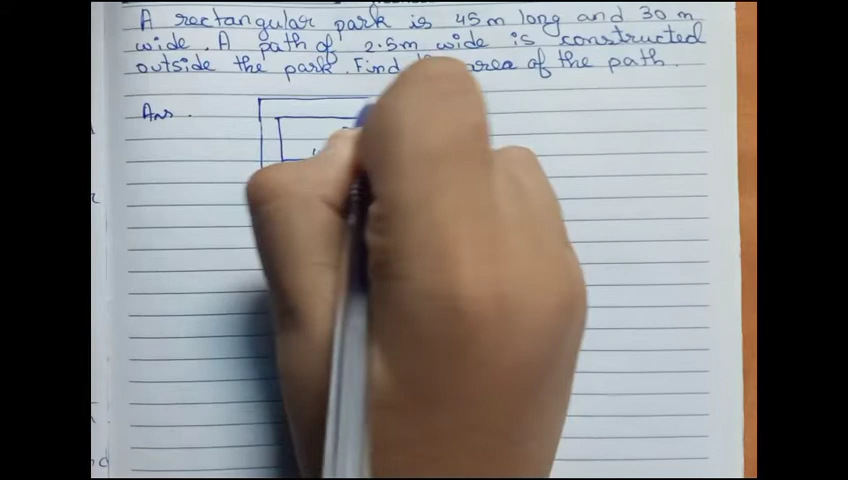 A rectangular park is 45m long and 30 m
wide. A path of 2.5m wide is constructed
outside the park. Find area of the path.
Ans.